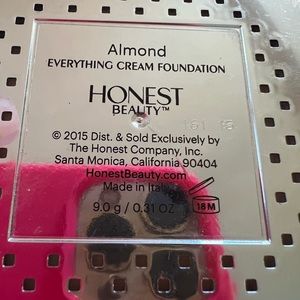 Almond
EVERYTHING CREAM FOUNDATION
HONEST
BEAUTY™
© 2015 Dist. & Sold Exclusively by
The Honest Company, Inc.
Santa Monica, California 90404
HonestBeauty.com
Made in Italy
9.0 g / 0.31 OZ
18M